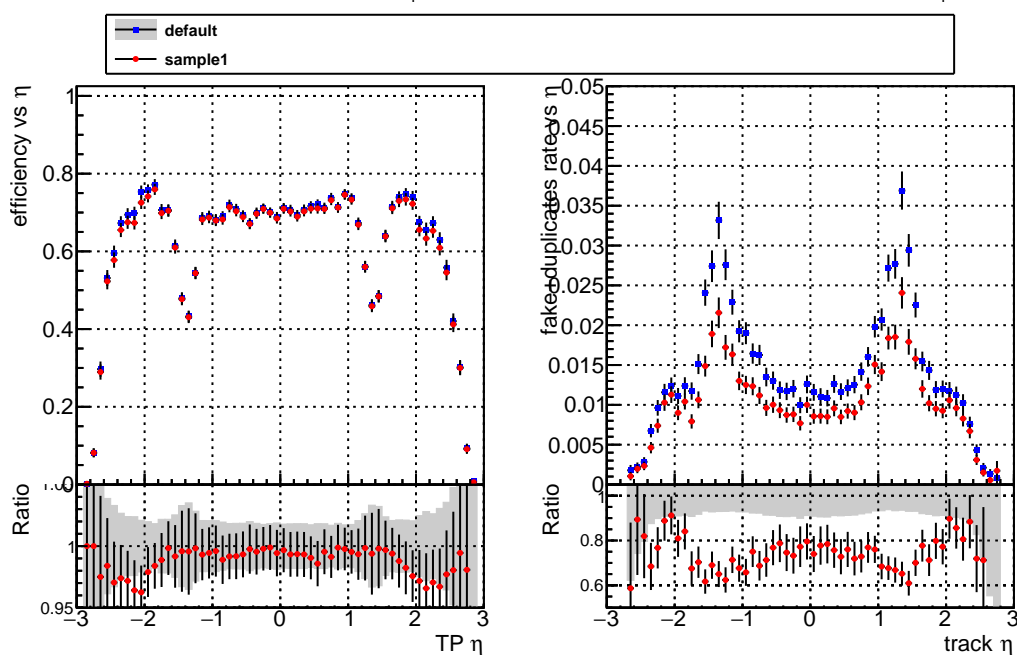 default
sample1
efficiency vs η
1
0.8
0.6
0.4
0.2
0
Ratio
1
0.95
−3 −2 −1 0 1 2 3
TP η
fake+duplicates rate vs η
0.05
0.045
0.04
0.035
0.03
0.025
0.02
0.015
0.01
0.005
0
Ratio
1
0.8
0.6
−3 −2 −1 0 1 2 3
track η